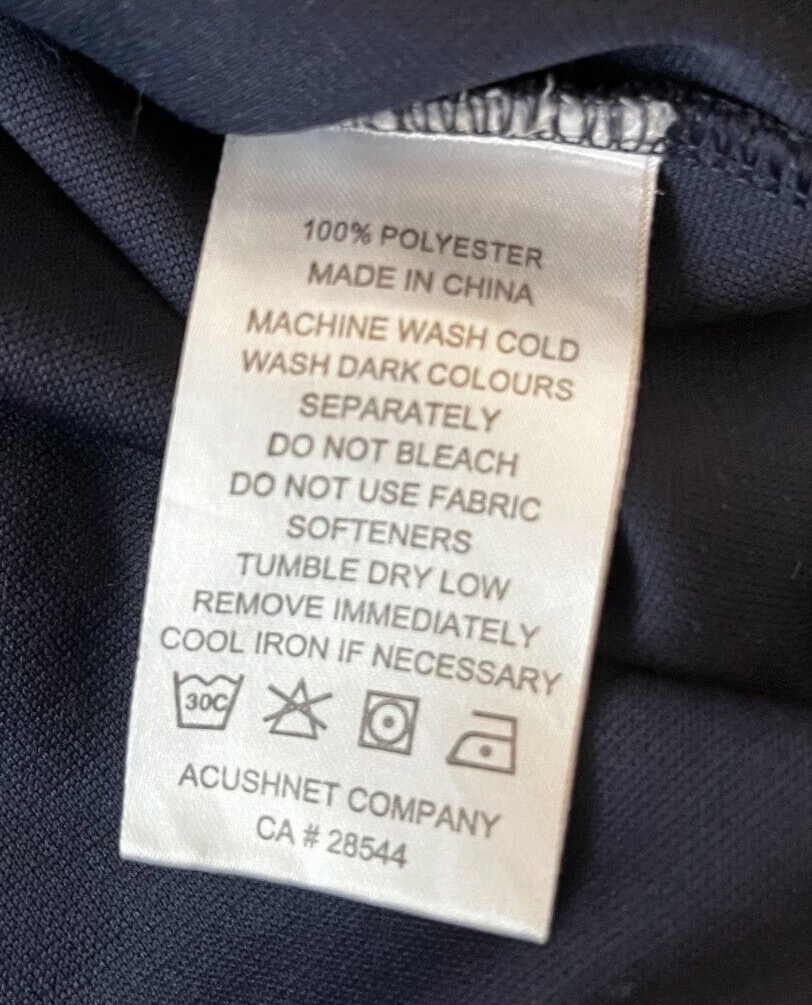 100% POLYESTER
MADE IN CHINA
MACHINE WASH COLD
WASH DARK COLOURS
SEPARATELY
DO NOT BLEACH
DO NOT USE FABRIC
SOFTENERS
TUMBLE DRY LOW
REMOVE IMMEDIATELY
COOL IRON IF NECESSARY
30C
ACUSHNET COMPANY
CA # 28544